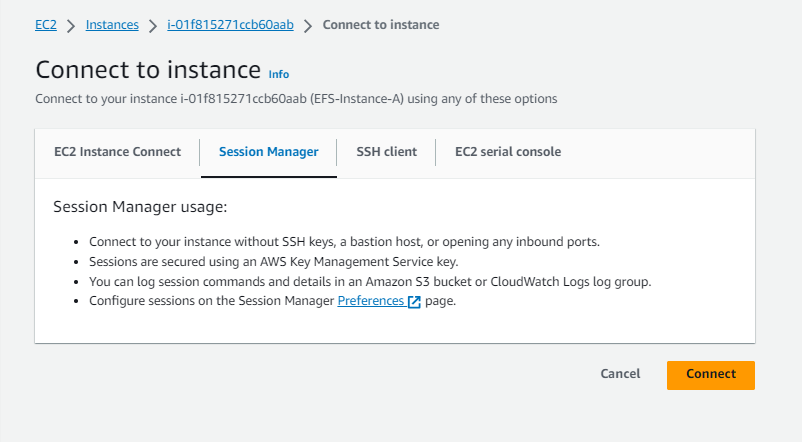 EC2 > Instances > i-01f815271ccb60aab > Connect to instance
Connect to instance Info
Connect to your instance i-01f815271ccb60aab (EFS-Instance-A) using any of these options
EC2 Instance Connect Session Manager SSH client EC2 serial console
Session Manager usage:
• Connect to your instance without SSH keys, a bastion host, or opening any inbound ports.
• Sessions are secured using an AWS Key Management Service key.
• You can log session commands and details in an Amazon S3 bucket or CloudWatch Logs log group.
• Configure sessions on the Session Manager Preferences page.
Cancel Connect